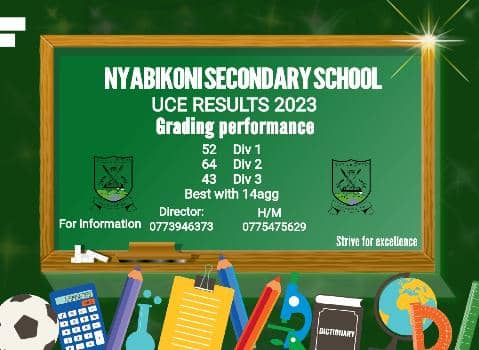 NYABIKONI SECONDARY SCHOOL
UCE RESULTS 2023
Grading performance
52 Div 1
64 Div 2
43 Div 3
Best with 14agg
For Information
Director: H/M
0773946373 0775475629
Strive for excellence
DICTIONARY